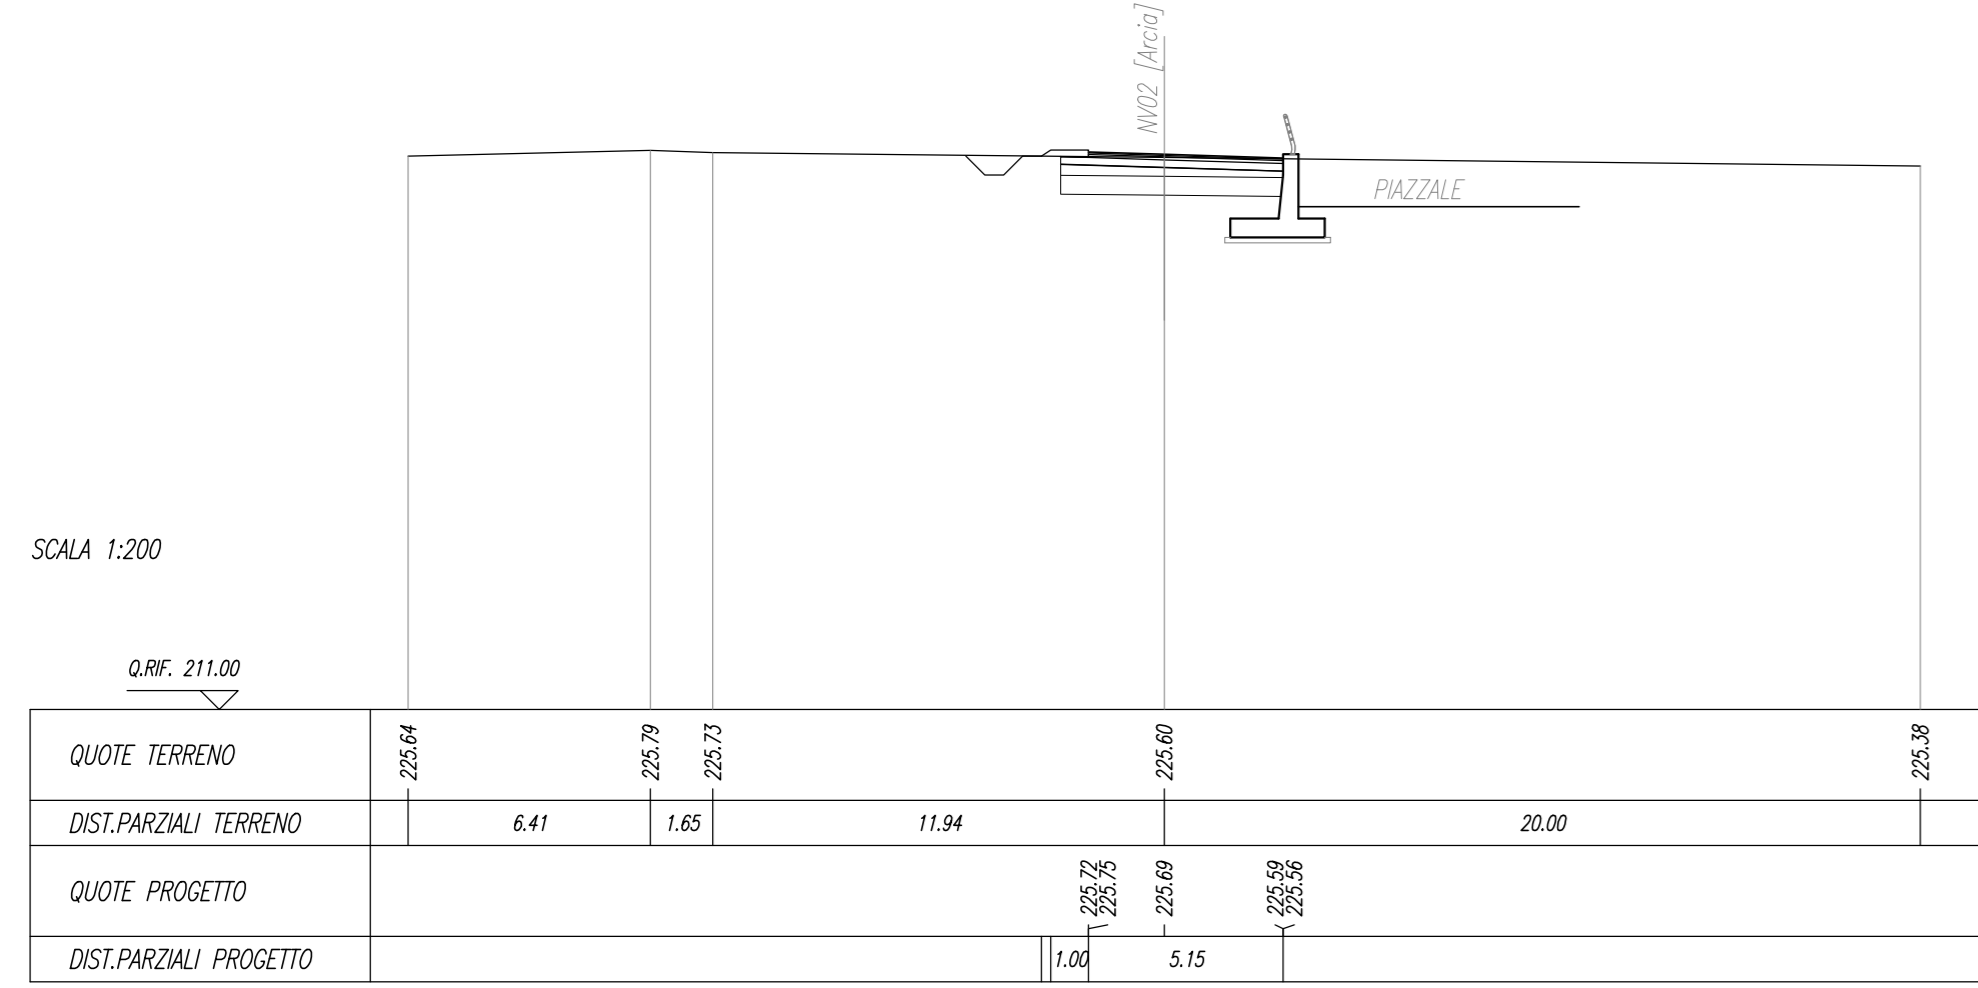 NV02 [Arcia]
PIAZZALE
SCALA 1:200
Q.RIF. 211.00
QUOTE TERRENO 225.64 225.79 225.73 225.60 225.38
DIST.PARZIALI TERRENO 6.41 1.65 11.94 20.00
QUOTE PROGETTO 225.72 225.75 225.69 225.59 225.56
DIST.PARZIALI PROGETTO 1.00 5.15